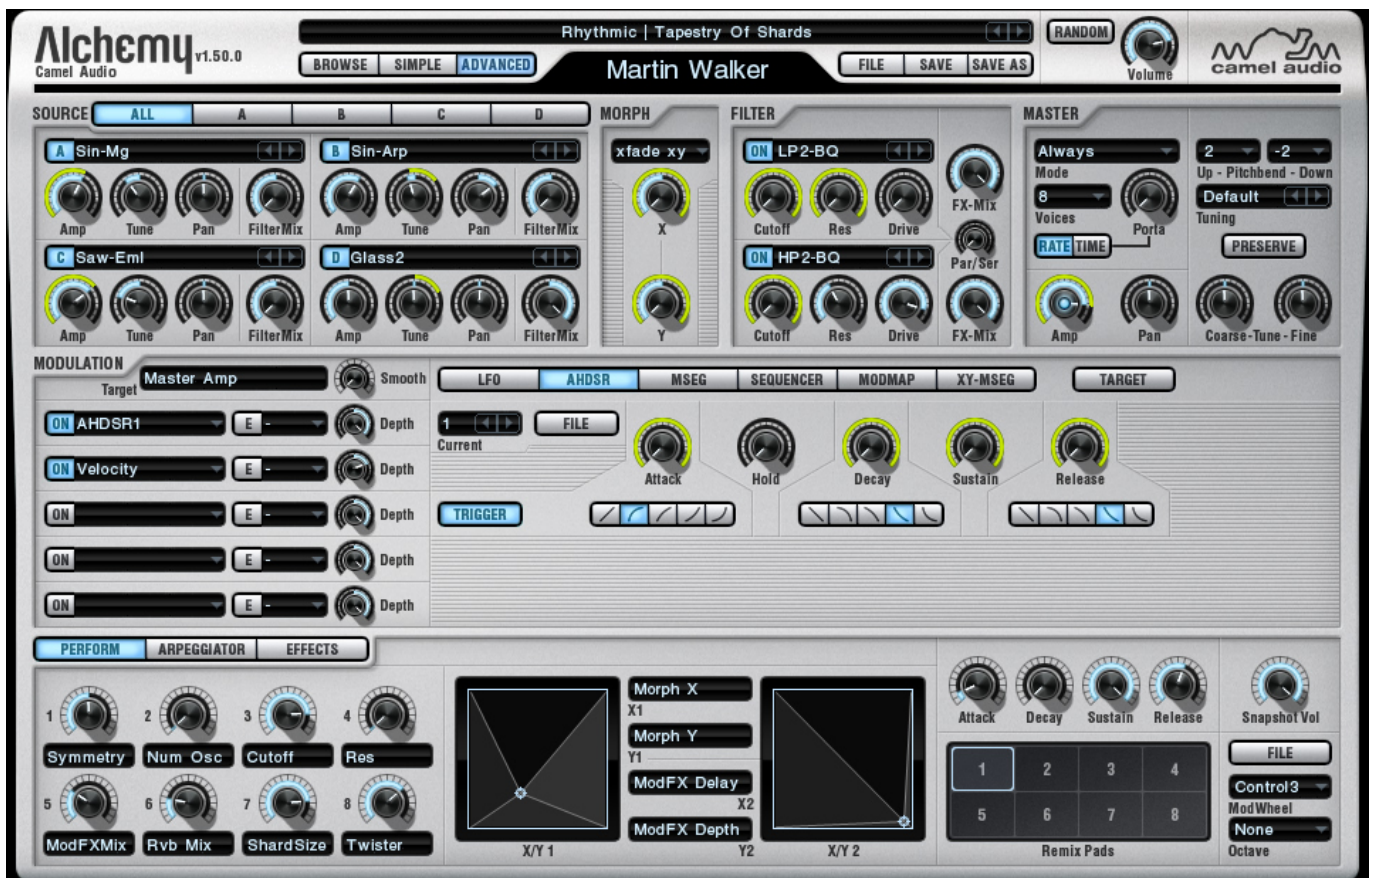 Alchemy v1.50.0
Camel Audio
Rhythmic | Tapestry Of Shards
RANDOM
BROWSE SIMPLE ADVANCED
Martin Walker
FILE SAVE SAVE AS
Volume
camel audio
SOURCE ALL A B C D
MORPH
FILTER
MASTER
A Sin-Mg
B Sin-Arp
xfade xy
ON LP2-BQ
Always
2 -2
Mode
Up - Pitchbend - Down
8
Default
Voices
Tuning
FX-Mix
Porta
Amp Tune Pan FilterMix
Amp Tune Pan FilterMix
X
Cutoff Res Drive
RATE TIME
PRESERVE
C Saw-Eml
D Glass2
ON HP2-BQ
Par/Ser
Amp Tune Pan FilterMix
Amp Tune Pan FilterMix
Y
Cutoff Res Drive FX-Mix
Amp Pan Coarse-Tune-Fine
MODULATION
Target Master Amp Smooth
LFO AHDSR MSEG SEQUENCER MODMAP XY-MSEG TARGET
ON AHDSR1 E - Depth
1 FILE
Current
ON Velocity E - Depth
Attack Hold Decay Sustain Release
ON E - Depth
TRIGGER
ON E - Depth
ON E - Depth
PERFORM ARPEGGIATOR EFFECTS
1 2 3 4
Symmetry Num Osc Cutoff Res
5 6 7 8
ModFXMix Rvb Mix ShardSize Twister
X/Y 1
Morph X
X1
Morph Y
Y1
ModFX Delay
X2
ModFX Depth
Y2
X/Y 2
Attack Decay Sustain Release
Snapshot Vol
1 2 3 4
5 6 7 8
Remix Pads
FILE
Control3
ModWheel
None
Octave